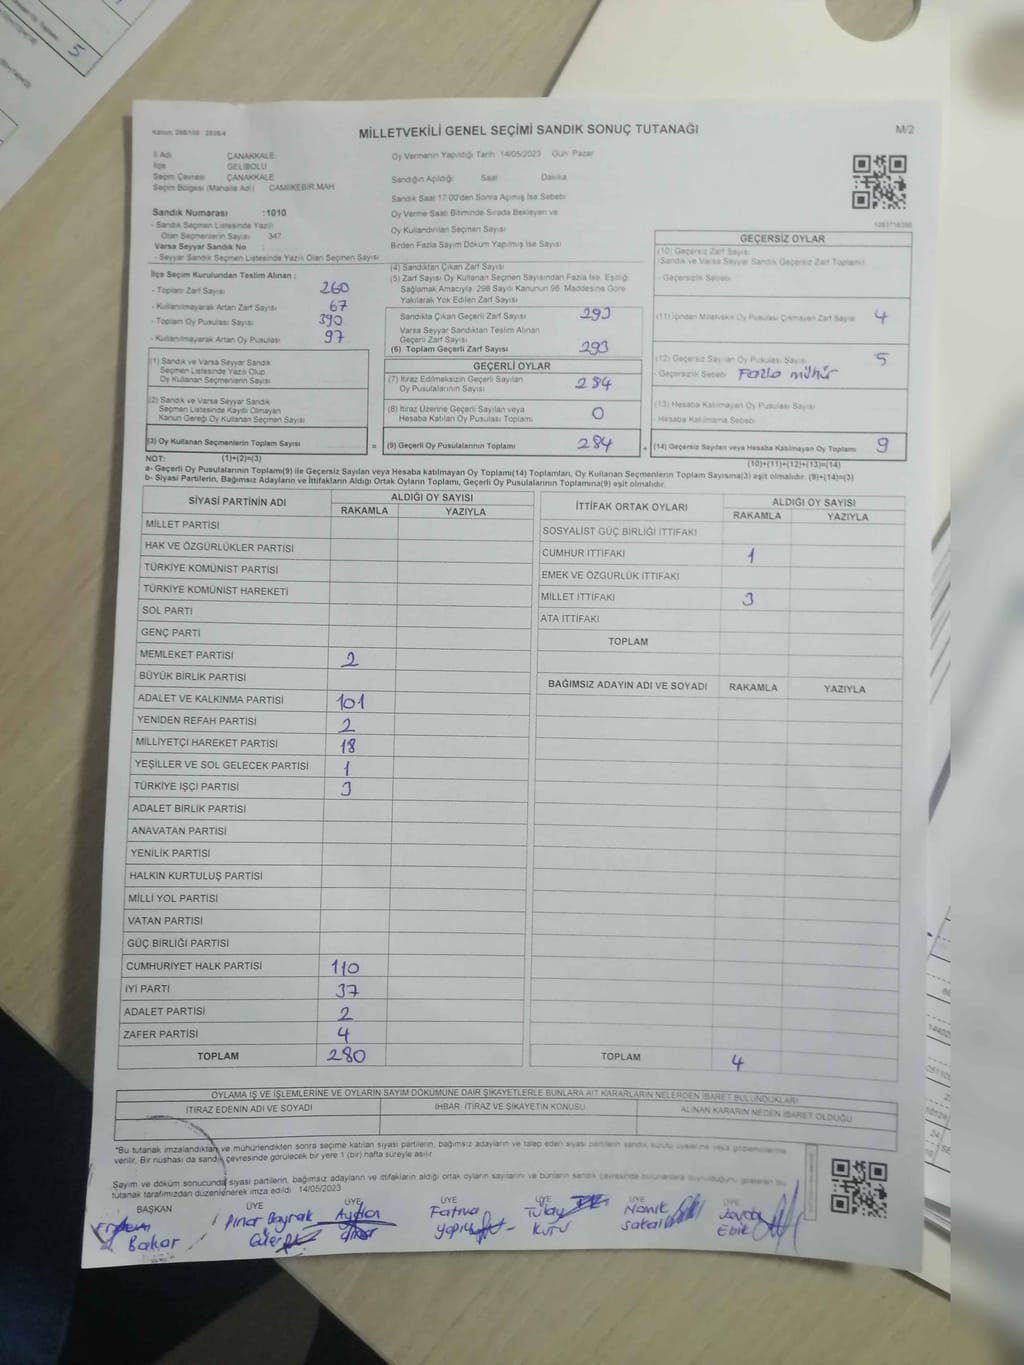 5
MİLLETVEKİLİ GENEL SEÇİMİ SANDIK SONUÇ TUTANAĞI
M/2
İl Adı ÇANAKKALE
İlçe GELİBOLU
Seçim Çevresi ÇANAKKALE
Seçim Bölgesi (Mahalle Adı) CAMİİKEBİR MAH.
Sandık Numarası :1010
- Sandık Seçmen Listesinde Yazılı
Olan Seçmenlerin Sayısı 347
Varsa Seyyar Sandık No :
- Seyyar Sandık Seçmen Listesinde Yazılı Olan Seçmen Sayısı
Oy Vermenin Yapıldığı Tarih 14/05/2023 Gün Pazar
Sandığın Açıldığı Saat Dakika
Sandık Saat 17.00'den Sonra Açılmış İse Sebebi
Oy Verme Saati Bitiminde Sırada Bekleyen ve
Oy Kullandırılan Seçmen Sayısı
Birden Fazla Sayım Döküm Yapılmış İse Sayısı
İlçe Seçim Kurulundan Teslim Alınan ;
- Toplam Zarf Sayısı 260
- Kullanılmayarak Artan Zarf Sayısı 67
- Toplam Oy Pusulası Sayısı 390
- Kullanılmayarak Artan Oy Pusulası 97
(1) Sandık ve Varsa Seyyar Sandık
Seçmen Listesinde Yazılı Olup
Oy Kullanan Seçmenlerin Sayısı
(2) Sandık ve Varsa Seyyar Sandık
Seçmen Listesinde Kayıtlı Olmayan
Kanun Gereği Oy Kullanan Seçmen Sayısı
(3) Oy Kullanan Seçmenlerin Toplam Sayısı
(4) Sandıktan Çıkan Zarf Sayısı
(5) Zarf Sayısı Oy Kullanan Seçmen Sayısından Fazla İse, Eşitliği
Sağlamak Amacıyla, 298 Sayılı Kanunun 98. Maddesine Göre
Yakılarak Yok Edilen Zarf Sayısı
Sandıkta Çıkan Geçerli Zarf Sayısı 293
Varsa Seyyar Sandıktan Teslim Alınan
Geçerli Zarf Sayısı
(6) Toplam Geçerli Zarf Sayısı 293
GEÇERLİ OYLAR
(7) İtiraz Edilmeksizin Geçerli Sayılan
Oy Pusulalarının Sayısı 284
(8) İtiraz Üzerine Geçerli Sayılan veya
Hesaba Katılan Oy Pusulası Toplamı 0
= (9) Geçerli Oy Pusulalarının Toplamı 284
GEÇERSİZ OYLAR
(10) Geçersiz Zarf Sayısı
(Sandık ve Varsa Seyyar Sandık Geçersiz Zarf Toplamı)
- Geçersizlik Sebebi
(11) İçinden Milletvekili Oy Pusulası Çıkmayan Zarf Sayısı 4
(12) Geçersiz Sayılan Oy Pusulası Sayısı 5
- Geçersizlik Sebebi Fazla mühür
(13) Hesaba Katılmayan Oy Pusulası Sayısı
- Hesaba Katılmama Sebebi
+ (14) Geçersiz Sayılan veya Hesaba Katılmayan Oy Toplamı 9
NOT: (1)+(2)=(3)
(10)+(11)+(12)+(13)=(14)
a- Geçerli Oy Pusulalarının Toplamı(9) ile Geçersiz Sayılan veya Hesaba katılmayan Oy Toplamı(14) Toplamları, Oy Kullanan Seçmenlerin Toplam Sayısına(3) eşit olmalıdır. (9)+(14)=(3)
b- Siyasi Partilerin, Bağımsız Adayların ve İttifakların Aldığı Ortak Oyların Toplamı, Geçerli Oy Pusulalarının Toplamına(9) eşit olmalıdır.
SİYASİ PARTİNİN ADI ALDIĞI OY SAYISI
RAKAMLA YAZIYLA
MİLLET PARTİSİ
HAK VE ÖZGÜRLÜKLER PARTİSİ
TÜRKİYE KOMÜNİST PARTİSİ
TÜRKİYE KOMÜNİST HAREKETİ
SOL PARTİ
GENÇ PARTİ
MEMLEKET PARTİSİ 2
BÜYÜK BİRLİK PARTİSİ
ADALET VE KALKINMA PARTİSİ 101
YENİDEN REFAH PARTİSİ 2
MİLLİYETÇİ HAREKET PARTİSİ 18
YEŞİLLER VE SOL GELECEK PARTİSİ 1
TÜRKİYE İŞÇİ PARTİSİ 3
ADALET BİRLİK PARTİSİ
ANAVATAN PARTİSİ
YENİLİK PARTİSİ
HALKIN KURTULUŞ PARTİSİ
MİLLİ YOL PARTİSİ
VATAN PARTİSİ
GÜÇ BİRLİĞİ PARTİSİ
CUMHURİYET HALK PARTİSİ 110
İYİ PARTİ 37
ADALET PARTİSİ 2
ZAFER PARTİSİ 4
TOPLAM 280
İTTİFAK ORTAK OYLARI ALDIĞI OY SAYISI
RAKAMLA YAZIYLA
SOSYALİST GÜÇ BİRLİĞİ İTTİFAKI
CUMHUR İTTİFAKI 1
EMEK VE ÖZGÜRLÜK İTTİFAKI
MİLLET İTTİFAKI 3
ATA İTTİFAKI
TOPLAM
BAĞIMSIZ ADAYIN ADI VE SOYADI RAKAMLA YAZIYLA
TOPLAM 4
OYLAMA İŞ VE İŞLEMLERİNE VE OYLARIN SAYIM DÖKÜMÜNE DAİR ŞİKAYETLERLE BUNLARA AİT KARARLARIN NELERDEN İBARET BULUNDUKLARI
İTİRAZ EDENİN ADI VE SOYADI İHBAR, İTİRAZ VE ŞİKAYETİN KONUSU ALINAN KARARIN NEDEN İBARET OLDUĞU
*Bu tutanak imzalandıktan ve mühürlendikten sonra seçime katılan siyasi partilerin, bağımsız adayların ve talep eden siyasi partilerin sandık kurulu üyelerine veya gözlemcilerine
verilir. Bir nüshası da sandık çevresinde görülecek bir yere 1 (bir) hafta süreyle asılır.
Sayım ve döküm sonucunda siyasi partilerin, bağımsız adayların ve ittifakların aldığı ortak oyların sayılarını ve bunların sandık çevresinde
tutanak tarafımızdan düzenlenerek imza edildi. 14/05/2023
BAŞKAN ÜYE ÜYE ÜYE ÜYE ÜYE ÜYE
Pınar Bayrak Fatma Tülay Namık
Bakar Güler KUTU Sakal